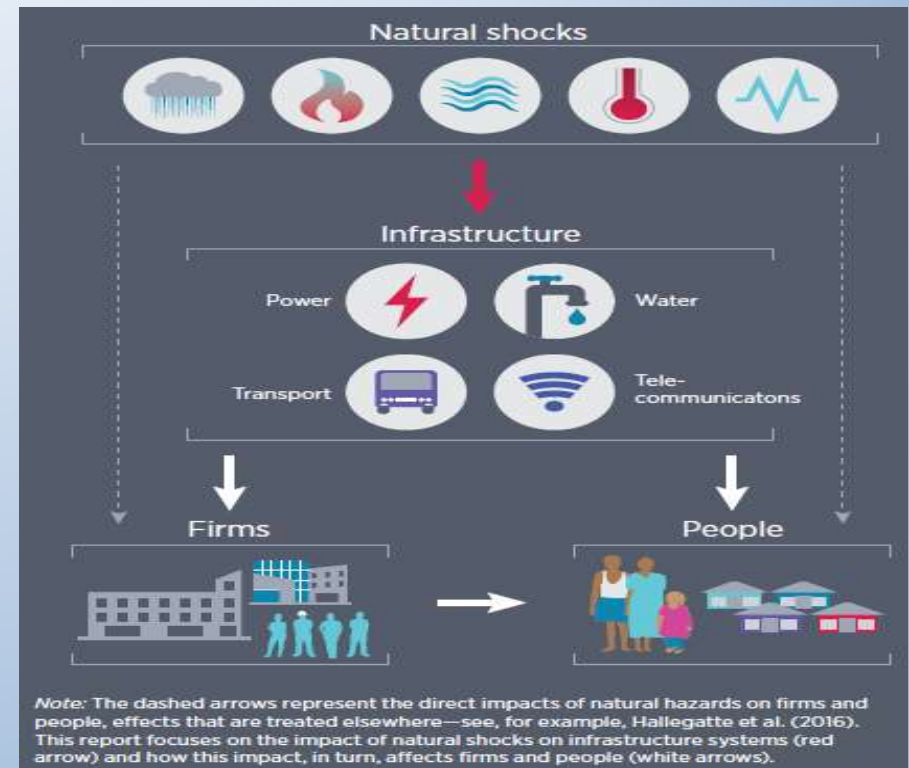 Natural shocks
Infrastructure
Power
Water
Transport
Tele-
communicatons
Firms
People
Note: The dashed arrows represent the direct impacts of natural hazards on firms and
people, effects that are treated elsewhere—see, for example, Hallegatte et al. (2016).
This report focuses on the impact of natural shocks on infrastructure systems (red
arrow) and how this impact, in turn, affects firms and people (white arrows).